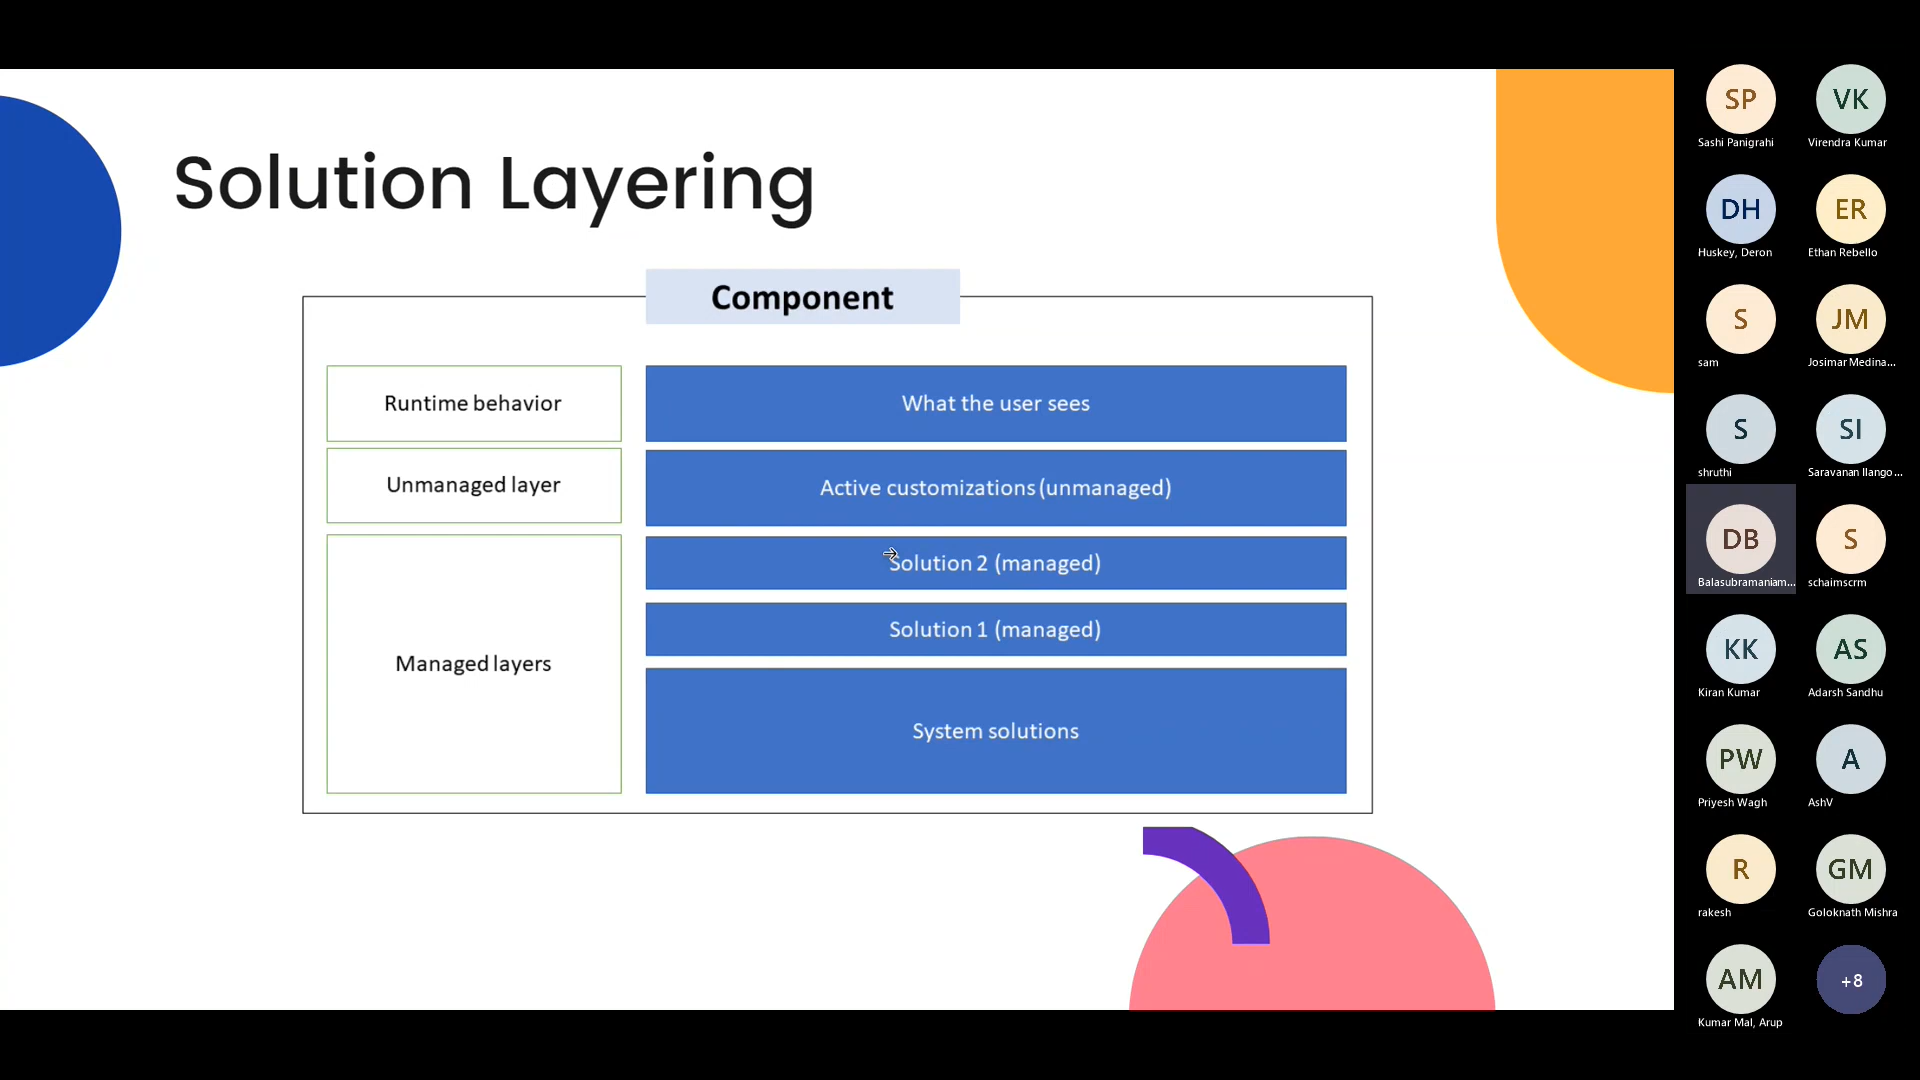 Solution Layering
Component
Runtime behavior
What the user sees
Unmanaged layer
Active customizations (unmanaged)
Managed layers
Solution 2 (managed)
Solution 1 (managed)
System solutions
SP
Sashi Panigrahi
VK
Virendra Kumar
DH
Huskey, Deron
ER
Ethan Rebello
S
sam
JM
Josimar Medina...
S
shruthi
SI
Saravanan Ilango...
DB
Balasubramaniam...
S
schaimscrm
KK
Kiran Kumar
AS
Adarsh Sandhu
PW
Priyesh Wagh
A
AshV
R
rakesh
GM
Goloknath Mishra
AM
Kumar Mal, Arup
+8